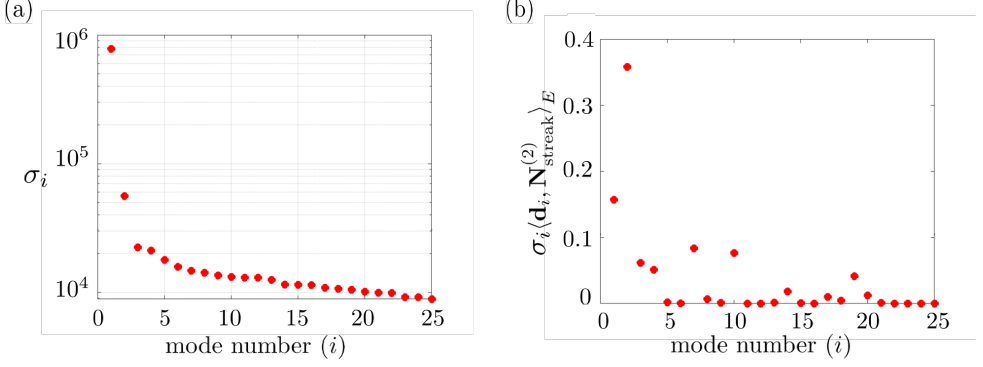 (a)
10^6
10^5
10^4
σ_i
0 5 10 15 20 25
mode number (i)
(b)
0.4
0.3
0.2
0.1
0
σ_i⟨d_i, N_streak^(2)⟩_E
0 5 10 15 20 25
mode number (i)